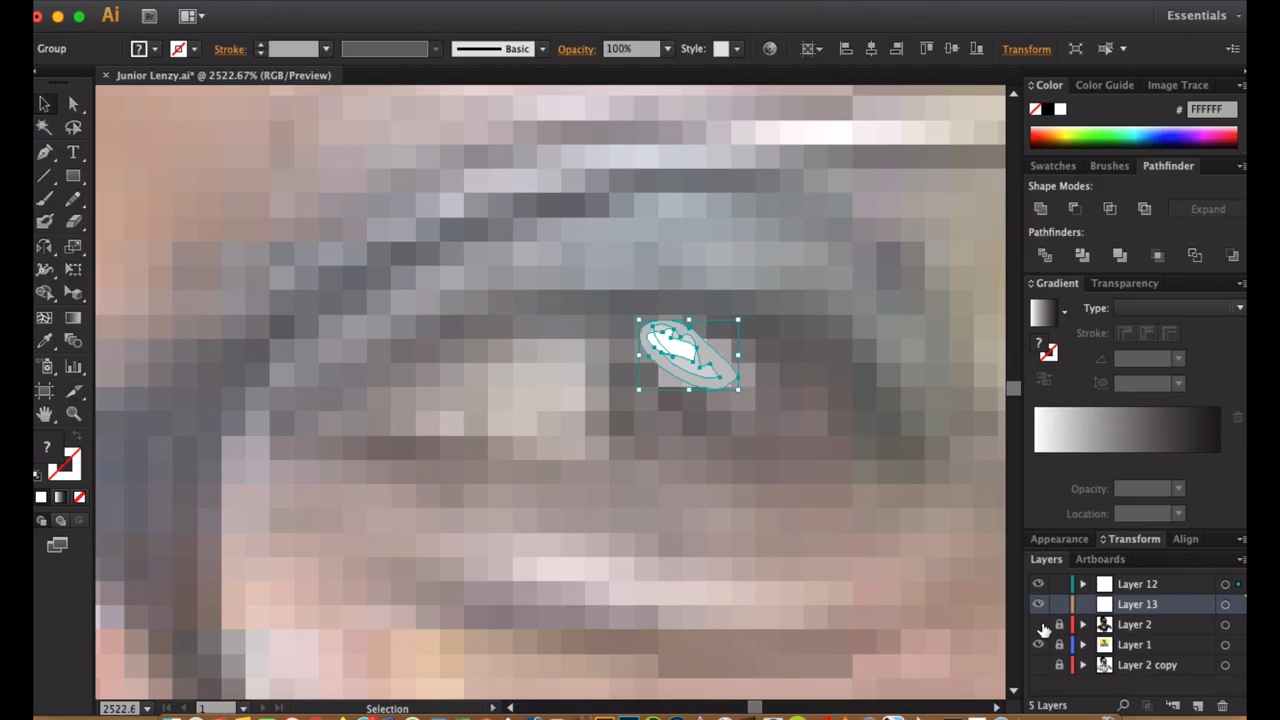 Ai Br Essentials
Group ? Stroke: Basic Opacity: 100% Style: Transform
× Junior Lenzy.ai* @ 2522.67% (RGB/Preview)
Color Color Guide Image Trace
# FFFFFF
Swatches Brushes Pathfinder
Shape Modes:
Expand
Pathfinders:
Gradient Transparency
Type:
Stroke:
?
Opacity:
Location:
Appearance Transform Align
Layers Artboards
Layer 12
Layer 13
Layer 2
Layer 1
Layer 2 copy
5 Layers
T
?
2522.6 1 Selection